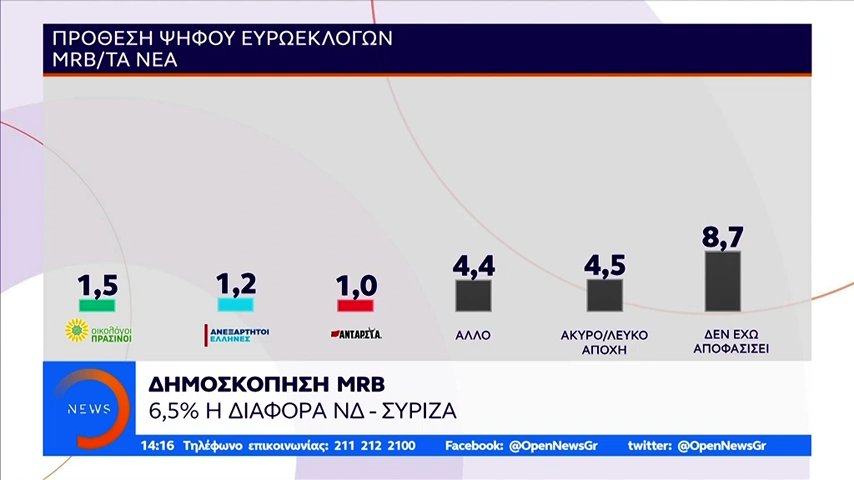 ΠΡΟΘΕΣΗ ΨΗΦΟΥ ΕΥΡΩΕΚΛΟΓΩΝ
MRB/ΤΑ ΝΕΑ
1,5
1,2
1,0
4,4
4,5
8,7
οικολόγοι
ΠΡΑΣΙΝΟΙ
ΑΝΕΞΑΡΤΗΤΟΙ
ΕΛΛΗΝΕΣ
ΑΝΤΑΡΣΥ.Α.
ΑΛΛΟ
ΑΚΥΡΟ/ΛΕΥΚΟ
ΑΠΟΧΗ
ΔΕΝ ΕΧΩ
ΑΠΟΦΑΣΙΣΕΙ
NEWS
ΔΗΜΟΣΚΟΠΗΣΗ MRB
6,5% Η ΔΙΑΦΟΡΑ ΝΔ - ΣΥΡΙΖΑ
14:16 Τηλέφωνο επικοινωνίας: 211 212 2100 Facebook: @OpenNewsGr twitter: @OpenNewsGr